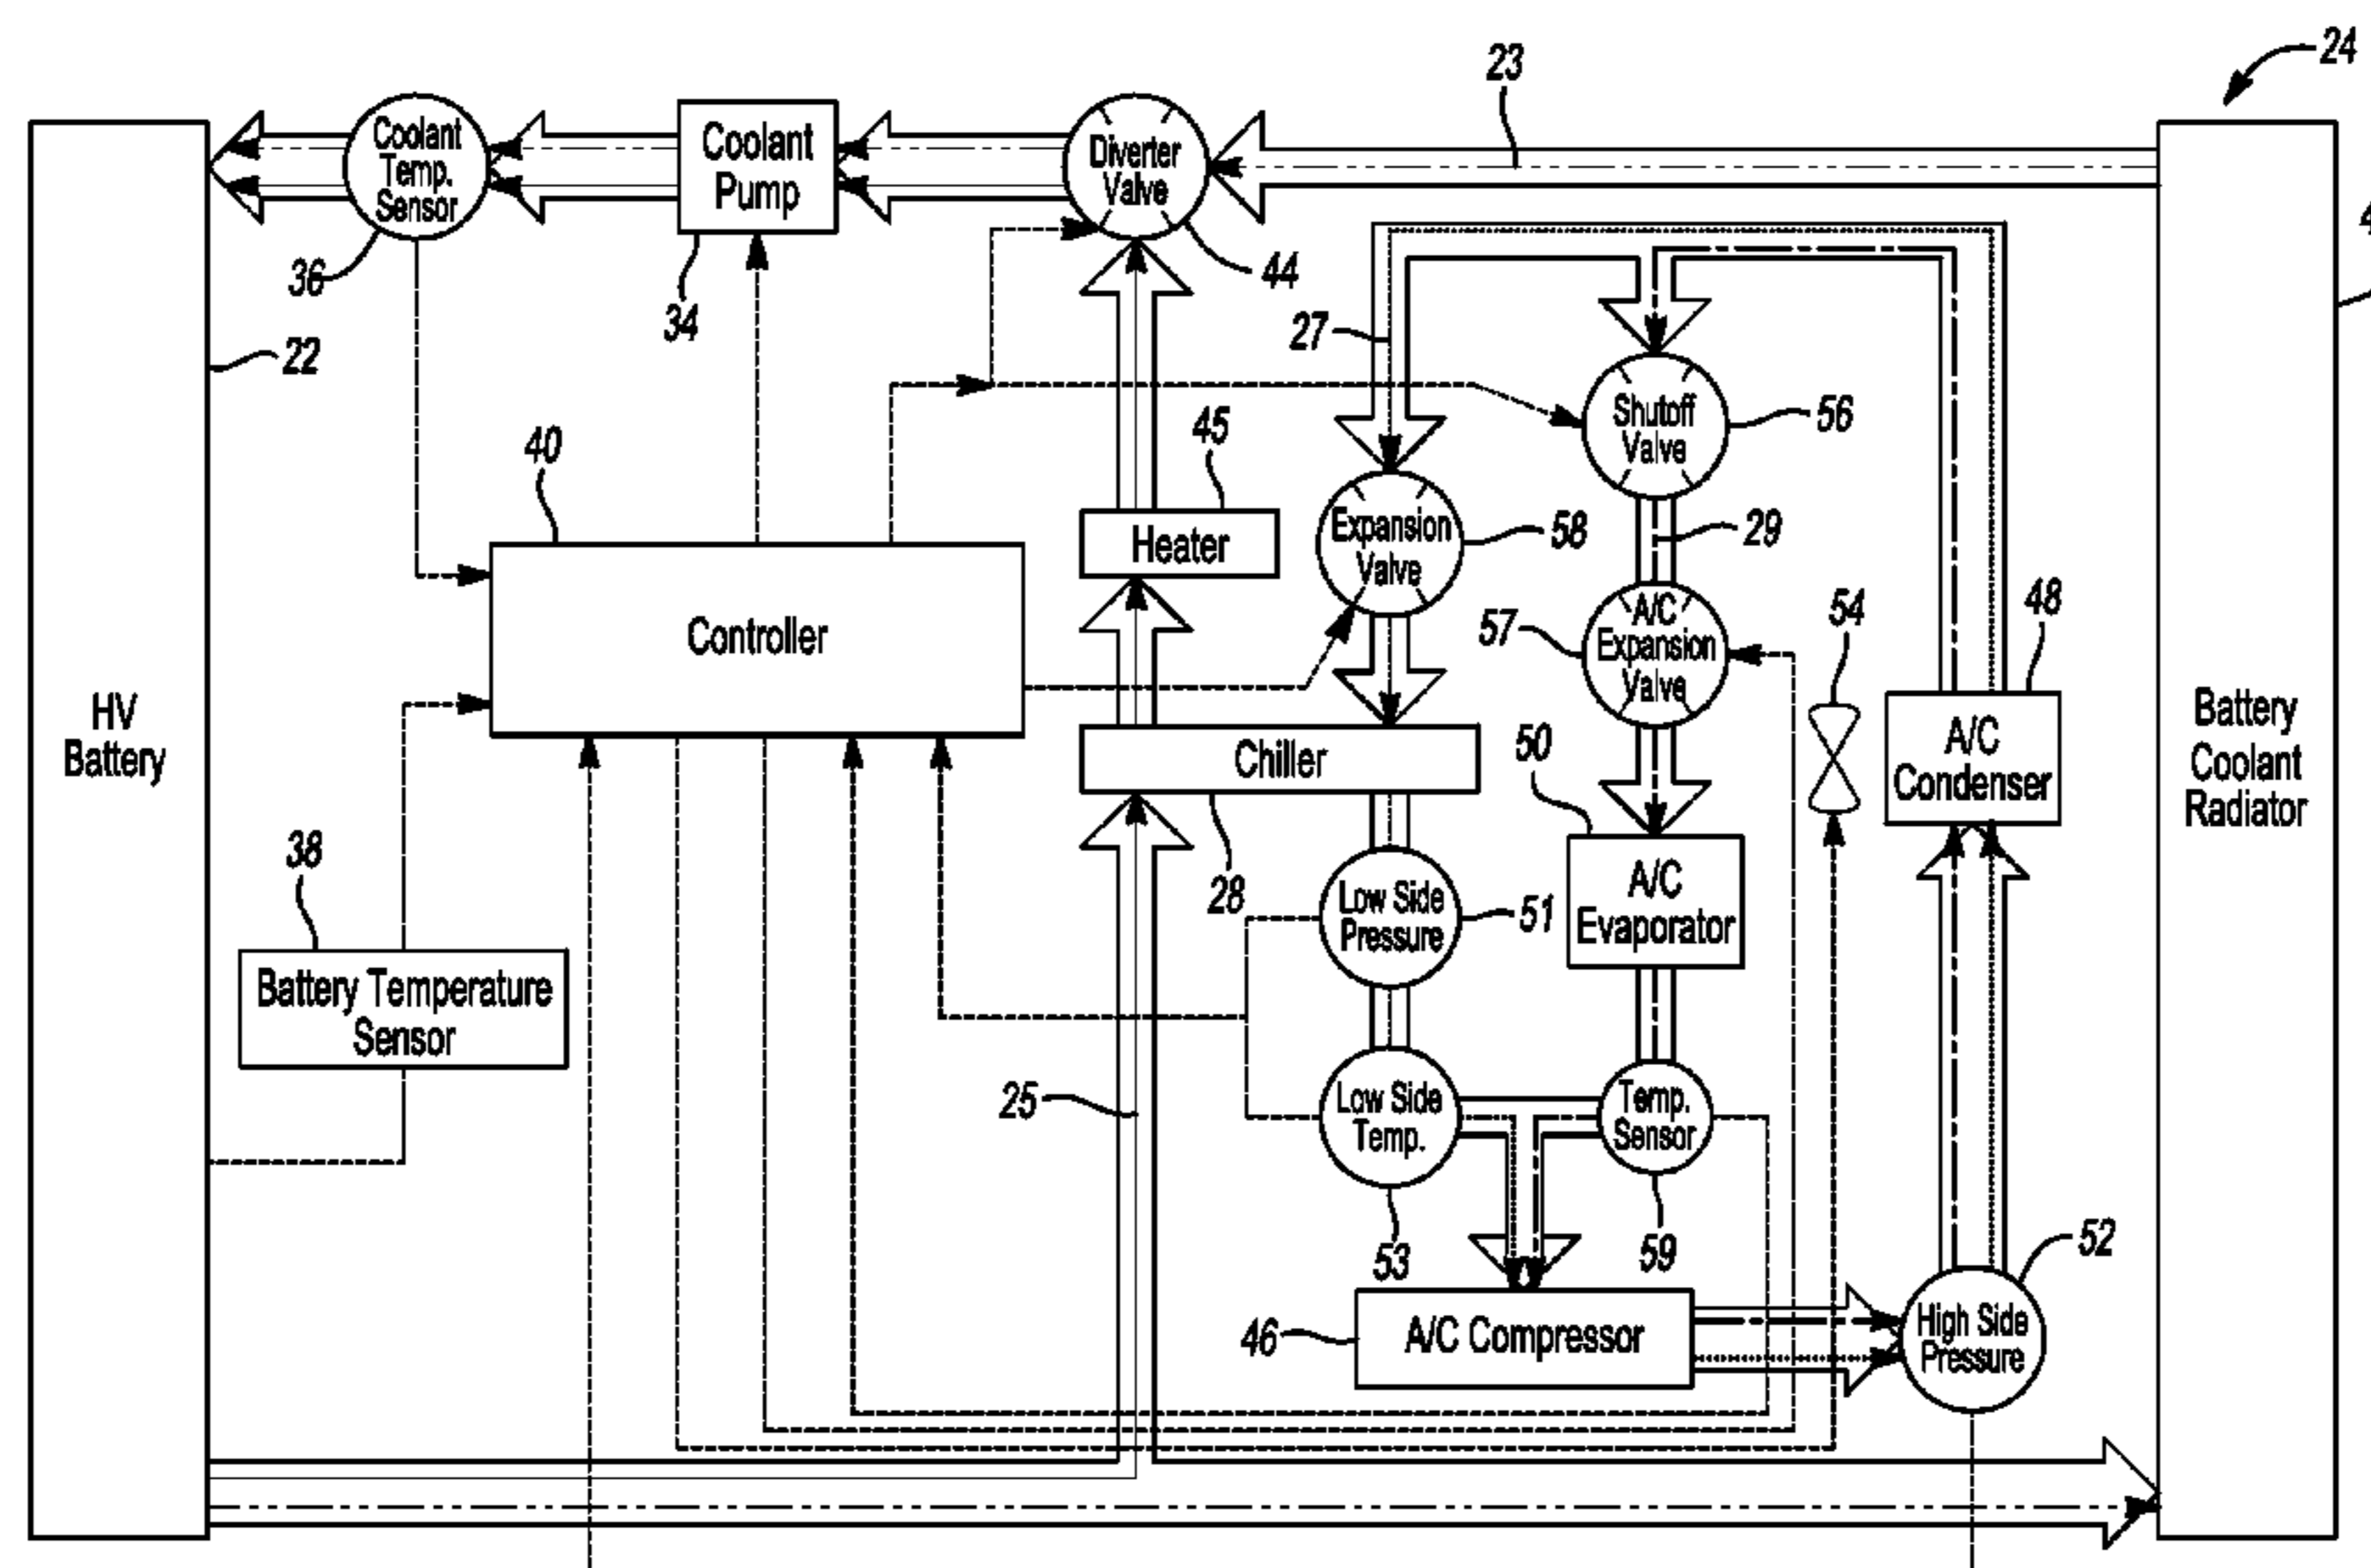 24
23
Coolant
Temp.
Sensor
Coolant
Pump
Diverter
Valve
36
34
44
4
22
27
Shutoff
Valve
56
40
45
Heater
Expansion
Valve
58
29
Controller
A/C
Expansion
Valve
57
54
48
HV
Battery
Chiller
50
A/C
Condenser
Battery
Coolant
Radiator
38
28
Low Side
Pressure
51
A/C
Evaporator
Battery Temperature
Sensor
25
Low Side
Temp.
Temp.
Sensor
53
59
52
46
A/C Compressor
High Side
Pressure